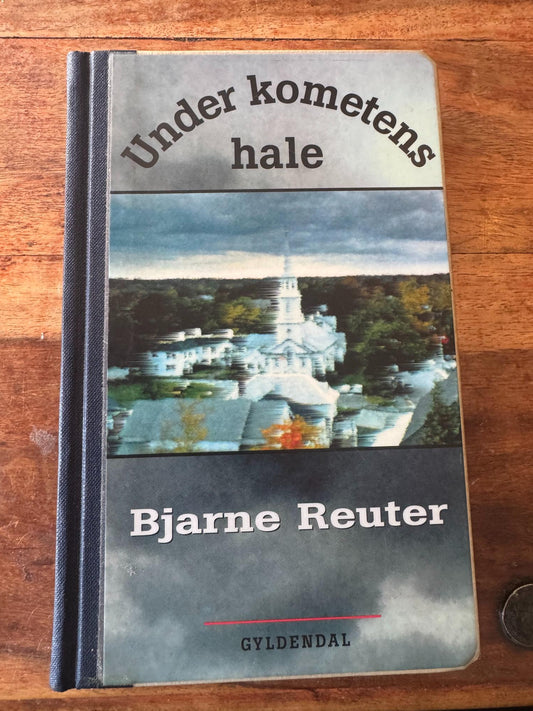 Under kometens
hale
Bjarne Reuter
GYLDENDAL